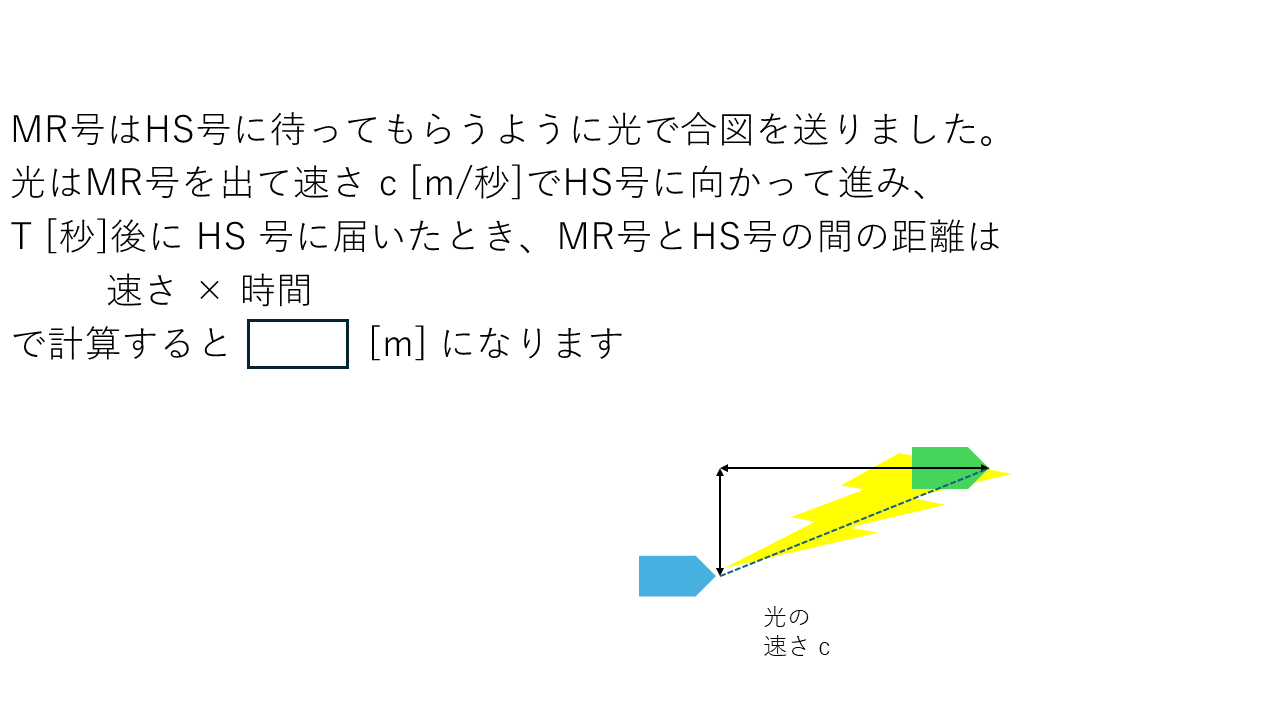 MR号はHS号に待ってもらうように光で合図を送りました。
光はMR号を出て速さ c [m/秒]でHS号に向かって進み、
T [秒]後に HS 号に届いたとき、MR号とHS号の間の距離は
速さ × 時間
で計算すると [m] になります
光の
速さ c